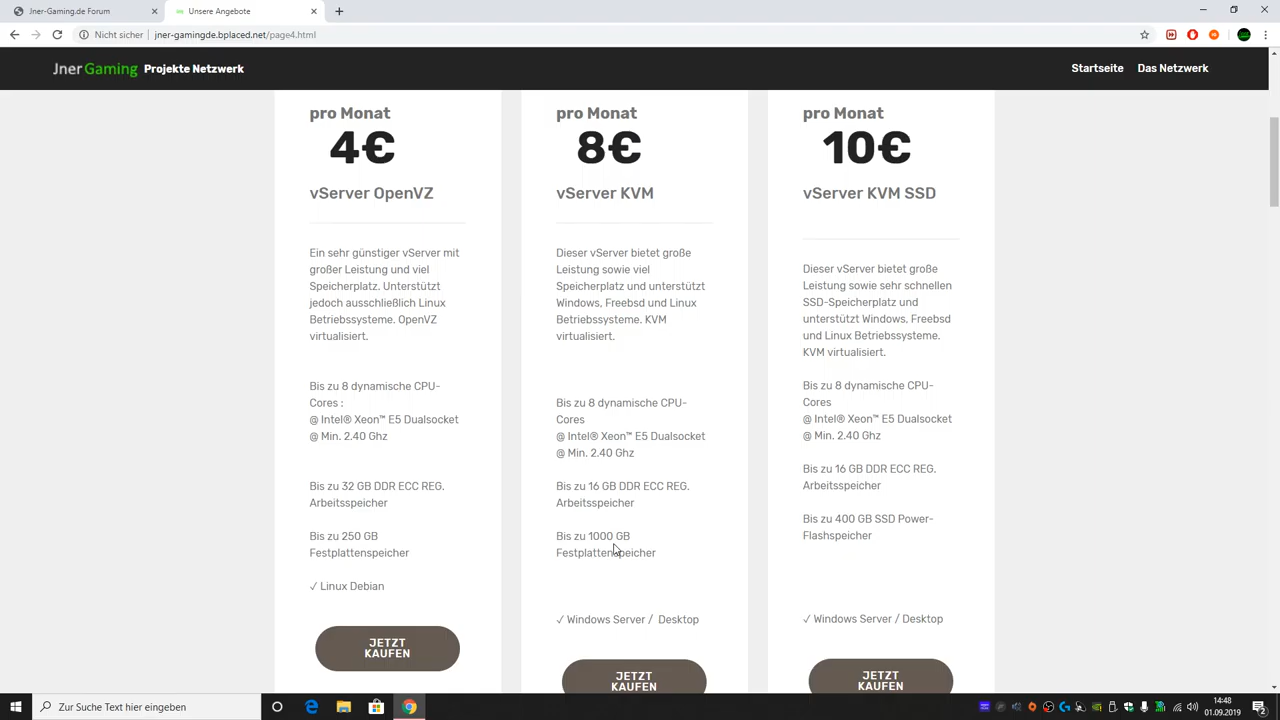 Jner-Gaming.de Forum
Unsere Angebote
Nicht sicher
jner-gamingde.bplaced.net/page4.html
JnerGaming Projekte Netzwerk
Startseite
Das Netzwerk
pro Monat
4€
vServer OpenVZ
Ein sehr günstiger vServer mit
großer Leistung und viel
Speicherplatz. Unterstützt
jedoch ausschließlich Linux
Betriebssysteme. OpenVZ
virtualisiert.
Bis zu 8 dynamische CPU-
Cores :
@ Intel® Xeon™ E5 Dualsocket
@ Min. 2.40 Ghz
Bis zu 32 GB DDR ECC REG.
Arbeitsspeicher
Bis zu 250 GB
Festplattenspeicher
✓ Linux Debian
JETZT
KAUFEN
pro Monat
8€
vServer KVM
Dieser vServer bietet große
Leistung sowie viel
Speicherplatz und unterstützt
Windows, Freebsd und Linux
Betriebssysteme. KVM
virtualisiert.
Bis zu 8 dynamische CPU-
Cores
@ Intel® Xeon™ E5 Dualsocket
@ Min. 2.40 Ghz
Bis zu 16 GB DDR ECC REG.
Arbeitsspeicher
Bis zu 1000 GB
Festplattenspeicher
✓ Windows Server / Desktop
JETZT
KAUFEN
pro Monat
10€
vServer KVM SSD
Dieser vServer bietet große
Leistung sowie sehr schnellen
SSD-Speicherplatz und
unterstützt Windows, Freebsd
und Linux Betriebssysteme.
KVM virtualisiert.
Bis zu 8 dynamische CPU-
Cores
@ Intel® Xeon™ E5 Dualsocket
@ Min. 2.40 Ghz
Bis zu 16 GB DDR ECC REG.
Arbeitsspeicher
Bis zu 400 GB SSD Power-
Flashspeicher
✓ Windows Server / Desktop
JETZT
KAUFEN
Zur Suche Text hier eingeben
14:48
01.09.2019